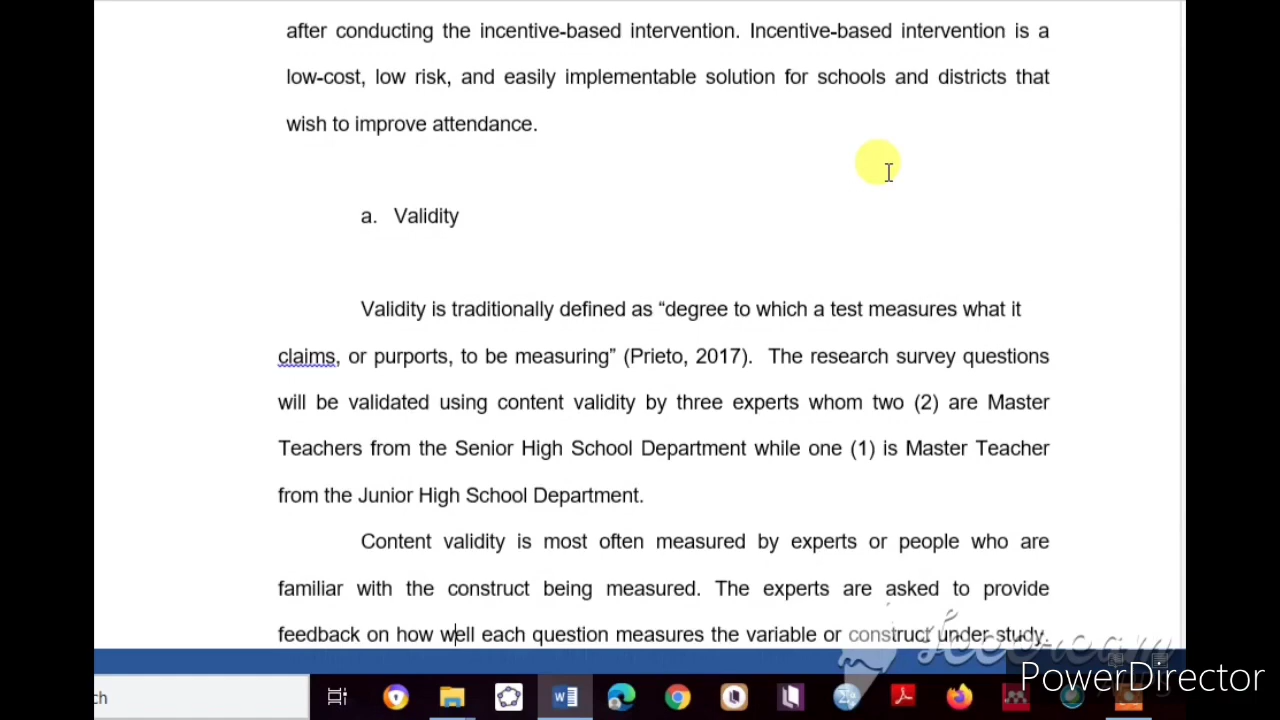 after conducting the incentive-based intervention. Incentive-based intervention is a
low-cost, low risk, and easily implementable solution for schools and districts that
wish to improve attendance.
a. Validity
Validity is traditionally defined as “degree to which a test measures what it
claims, or purports, to be measuring” (Prieto, 2017). The research survey questions
will be validated using content validity by three experts whom two (2) are Master
Teachers from the Senior High School Department while one (1) is Master Teacher
from the Junior High School Department.
Content validity is most often measured by experts or people who are
familiar with the construct being measured. The experts are asked to provide
feedback on how well each question measures the variable or construct under study.
PowerDirector
ch